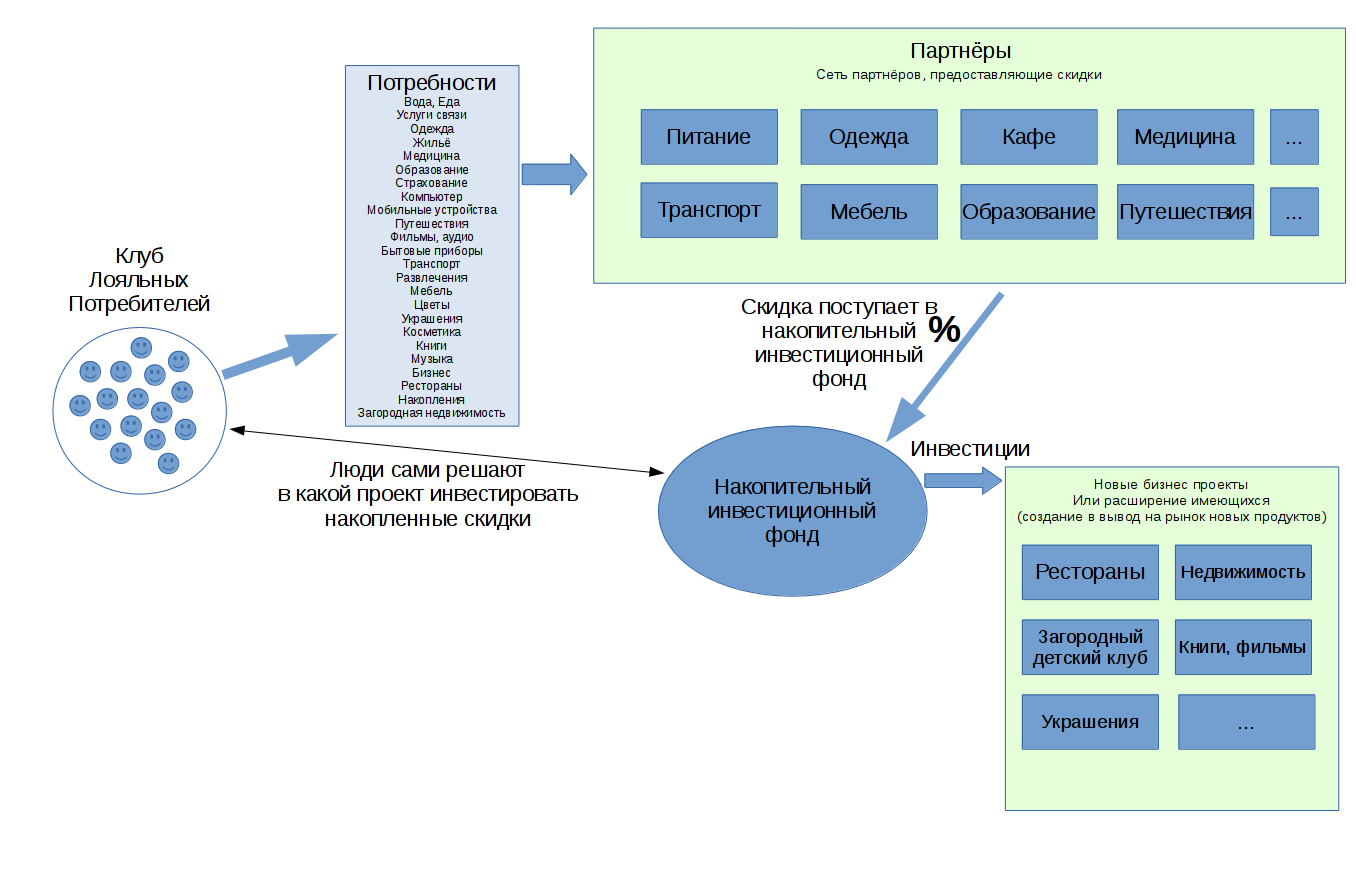 Партнёры
Сеть партнёров, предоставляющие скидки
Питание
Одежда
Кафе
Медицина
...
Транспорт
Мебель
Образование
Путешествия
...
Потребности
Вода, Еда
Услуги связи
Одежда
Жильё
Медицина
Образование
Страхование
Компьютер
Мобильные устройства
Путешествия
Фильмы, аудио
Бытовые приборы
Транспорт
Развлечения
Мебель
Цветы
Украшения
Косметика
Книги
Музыка
Бизнес
Рестораны
Накопления
Загородная недвижимость
Клуб
Лояльных
Потребителей
Скидка поступает в
накопительный
инвестиционный
фонд
%
Люди сами решают
в какой проект инвестировать
накопленные скидки
Накопительный
инвестиционный
фонд
Инвестиции
Новые бизнес проекты
Или расширение имеющихся
(создание в вывод на рынок новых продуктов)
Рестораны
Недвижимость
Загородный
детский клуб
Книги, фильмы
Украшения
...